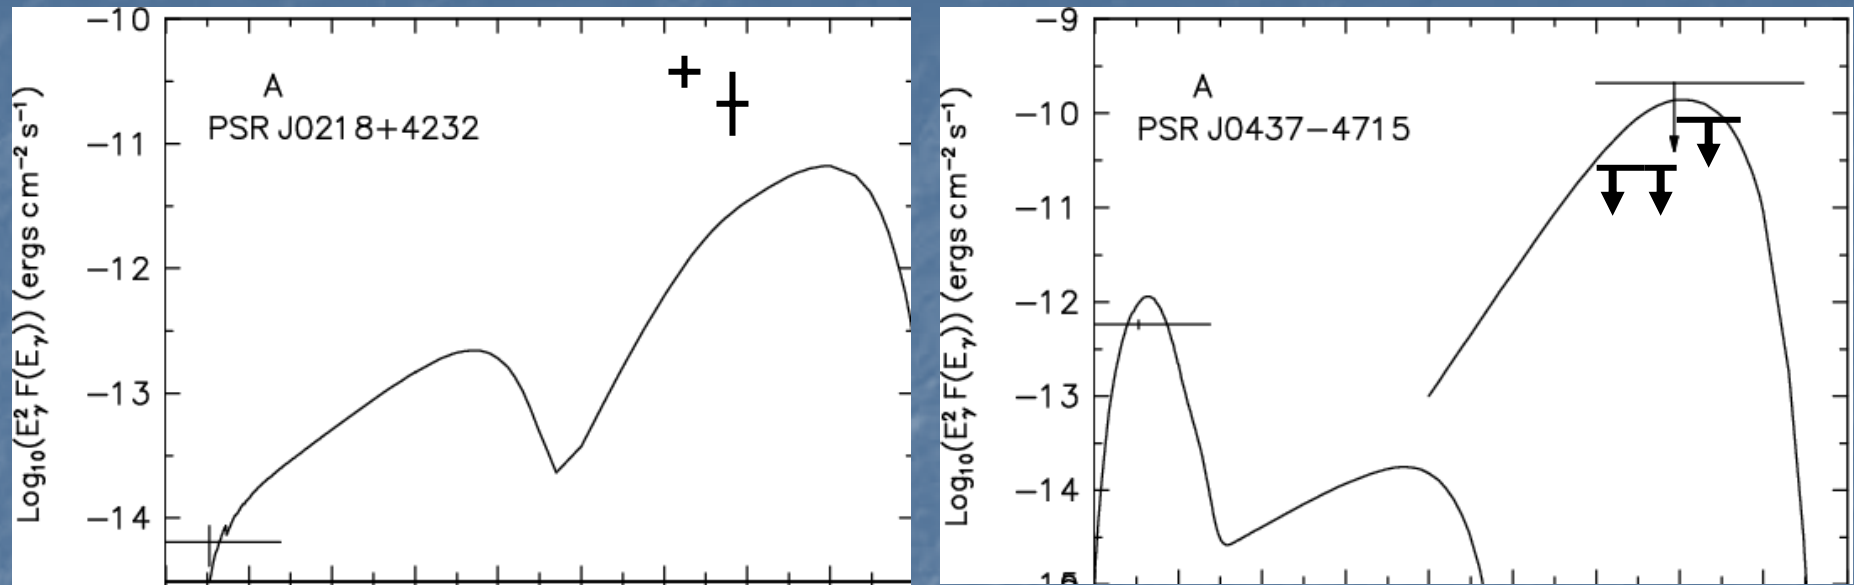 −10
−11
−12
−13
−14
Log₁₀(E²ᵧ F(Eᵧ)) (ergs cm⁻² s⁻¹)
A
PSR J0218+4232
−9
−10
−11
−12
−13
−14
Log₁₀(E²ᵧ F(Eᵧ)) (ergs cm⁻² s⁻¹)
A
PSR J0437−4715